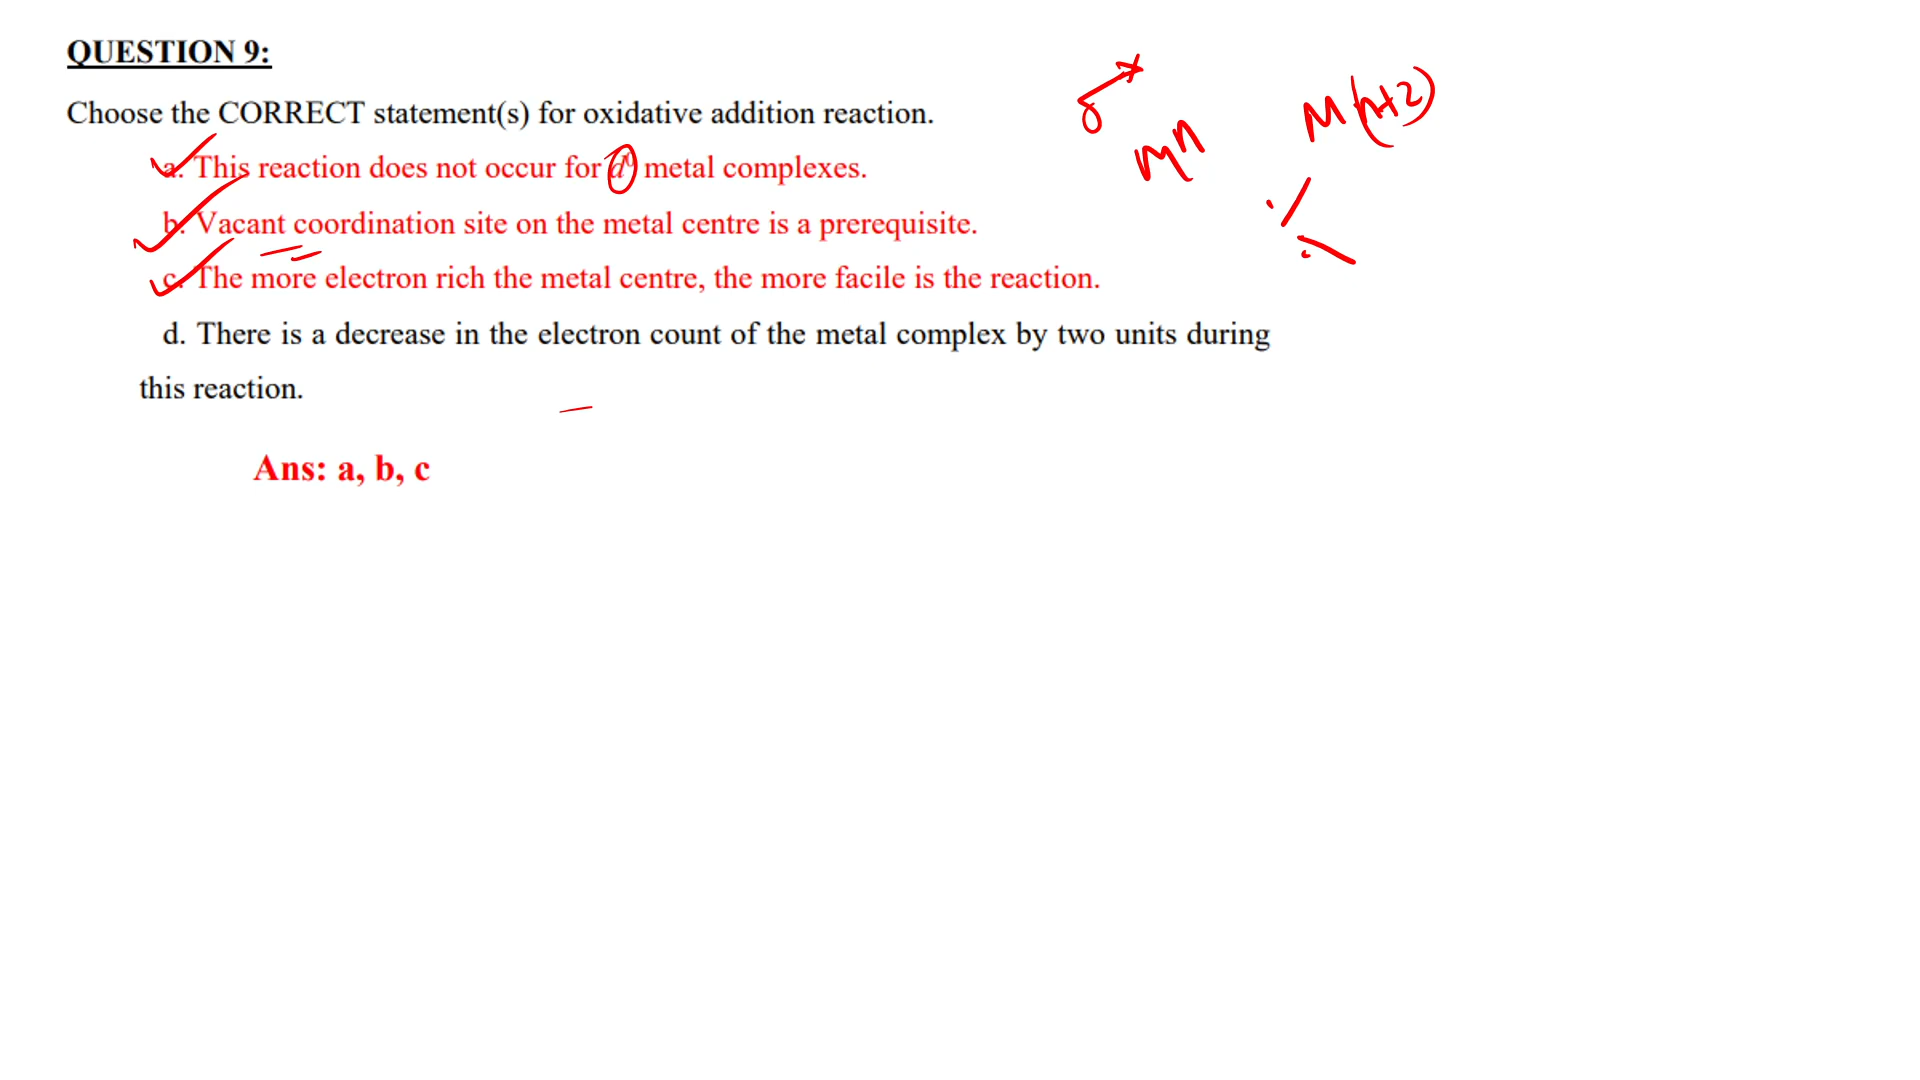 QUESTION 9:
Choose the CORRECT statement(s) for oxidative addition reaction.
a. This reaction does not occur for d⁰ metal complexes.
b. Vacant coordination site on the metal centre is a prerequisite.
c. The more electron rich the metal centre, the more facile is the reaction.
d. There is a decrease in the electron count of the metal complex by two units during
this reaction.
Ans: a, b, c
σ*
Mⁿ
M(n+2)